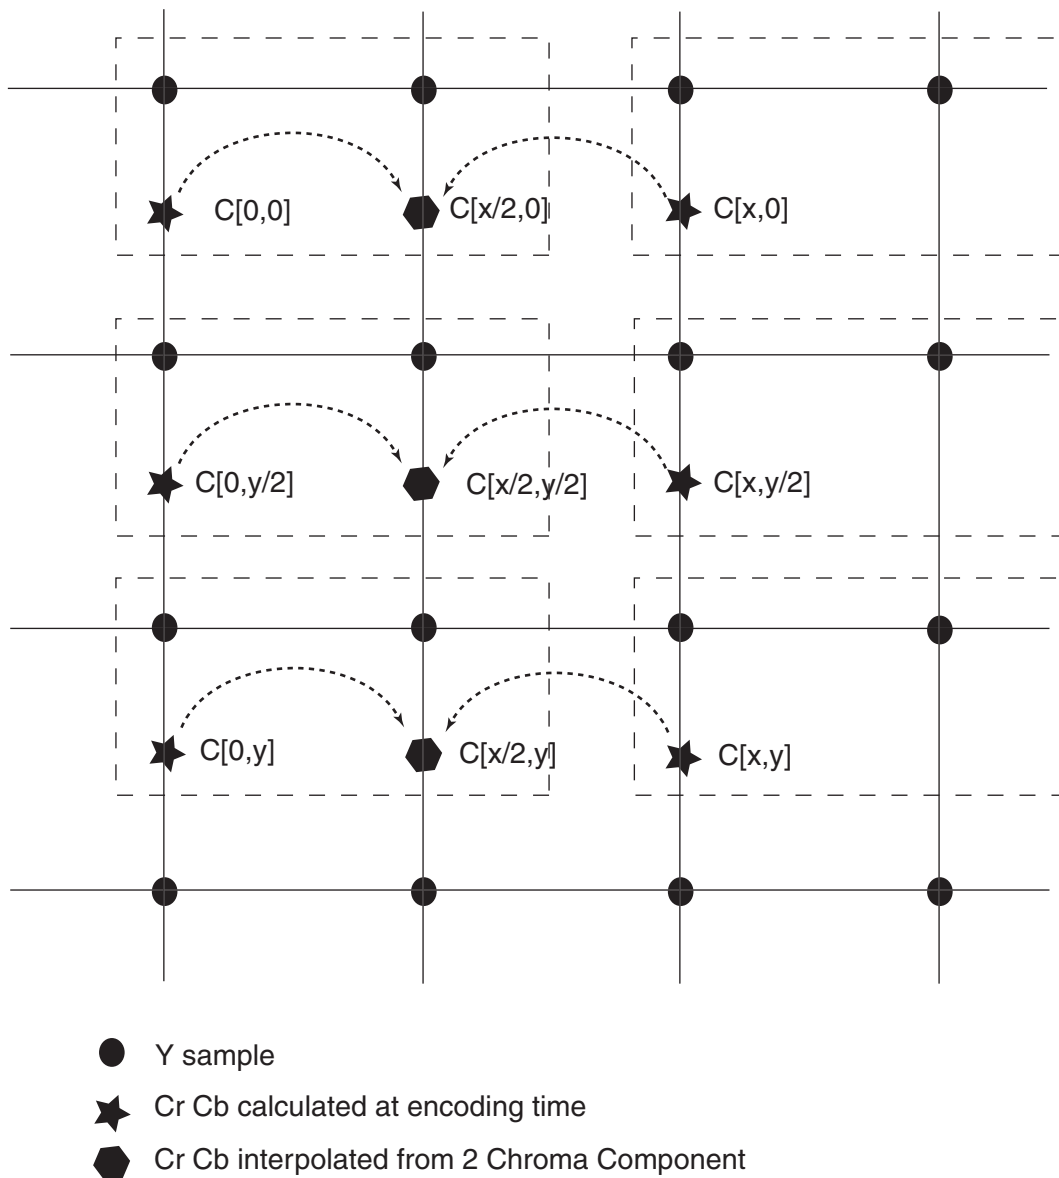 C[0,0] C[x/2,0] C[x,0]
C[0,y/2] C[x/2,y/2] C[x,y/2]
C[0,y] C[x/2,y] C[x,y]
Y sample
Cr Cb calculated at encoding time
Cr Cb interpolated from 2 Chroma Component